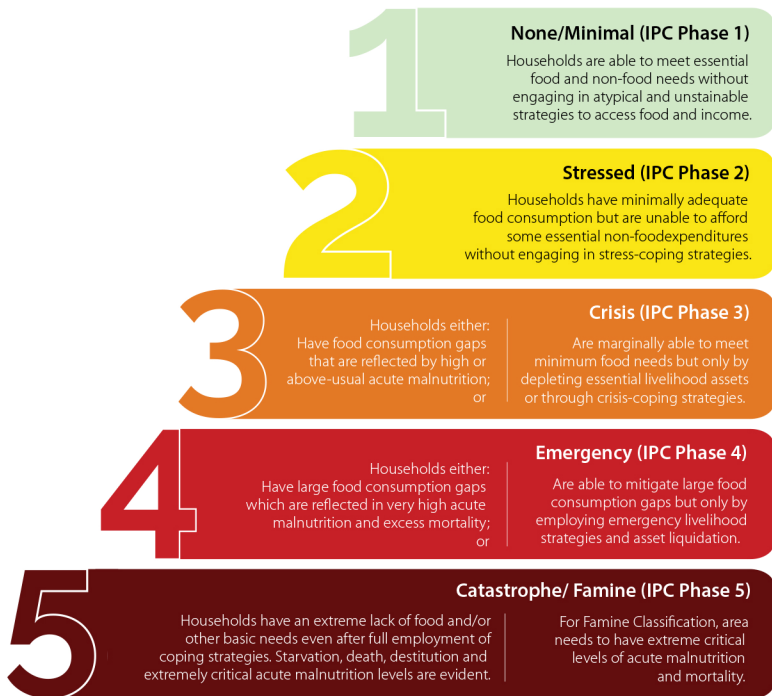 1
None/Minimal (IPC Phase 1)
Households are able to meet essential
food and non-food needs without
engaging in atypical and unstainable
strategies to access food and income.
2
Stressed (IPC Phase 2)
Households have minimally adequate
food consumption but are unable to afford
some essential non-foodexpenditures
without engaging in stress-coping strategies.
3
Crisis (IPC Phase 3)
Households either:
Have food consumption gaps
that are reflected by high or
above-usual acute malnutrition;
or
Are marginally able to meet
minimum food needs but only by
depleting essential livelihood assets
or through crisis-coping strategies.
4
Emergency (IPC Phase 4)
Households either:
Have large food consumption gaps
which are reflected in very high acute
malnutrition and excess mortality;
or
Are able to mitigate large food
consumption gaps but only by
employing emergency livelihood
strategies and asset liquidation.
5
Catastrophe/ Famine (IPC Phase 5)
Households have an extreme lack of food and/or
other basic needs even after full employment of
coping strategies. Starvation, death, destitution and
extremely critical acute malnutrition levels are evident.
For Famine Classification, area
needs to have extreme critical
levels of acute malnutrition
and mortality.